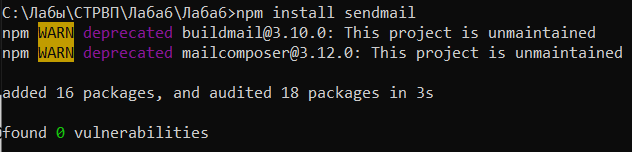 C:\Лабы\СТРВП\Лабаб\Лабаб>npm install sendmail
npm WARN deprecated buildmail@3.10.0: This project is unmaintained
npm WARN deprecated mailcomposer@3.12.0: This project is unmaintained
added 16 packages, and audited 18 packages in 3s
found 0 vulnerabilities